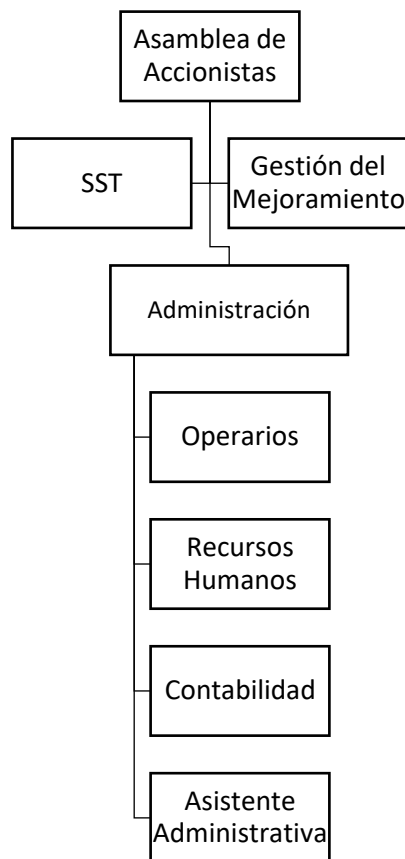 Asamblea de
Accionistas
SST
Gestión del
Mejoramiento
Administración
Operarios
Recursos
Humanos
Contabilidad
Asistente
Administrativa